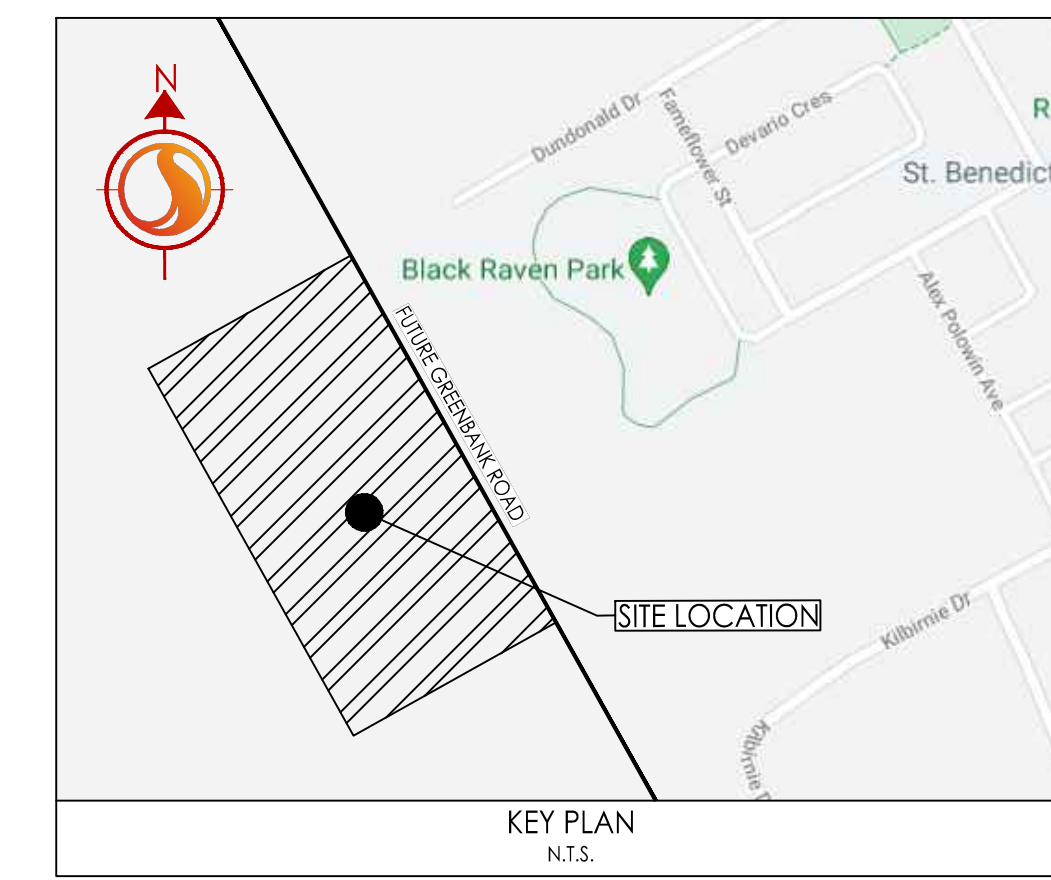 N
Dundonald Dr
Fameflower St
Devario Cres
R
St. Benedict
Black Raven Park
FUTURE GREENBANK ROAD
Alex Polowin Ave
SITE LOCATION
Kilbirnie Dr
Kilbirnie D
KEY PLAN
N.T.S.